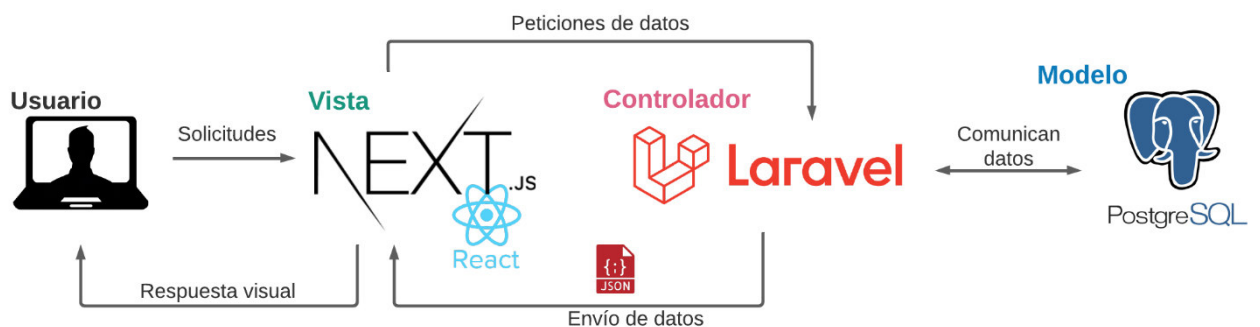 Peticiones de datos
Usuario
Vista
Controlador
Modelo
Solicitudes
NEXT.JS
React
Laravel
Comunican
datos
PostgreSQL
{;}
JSON
Respuesta visual
Envío de datos